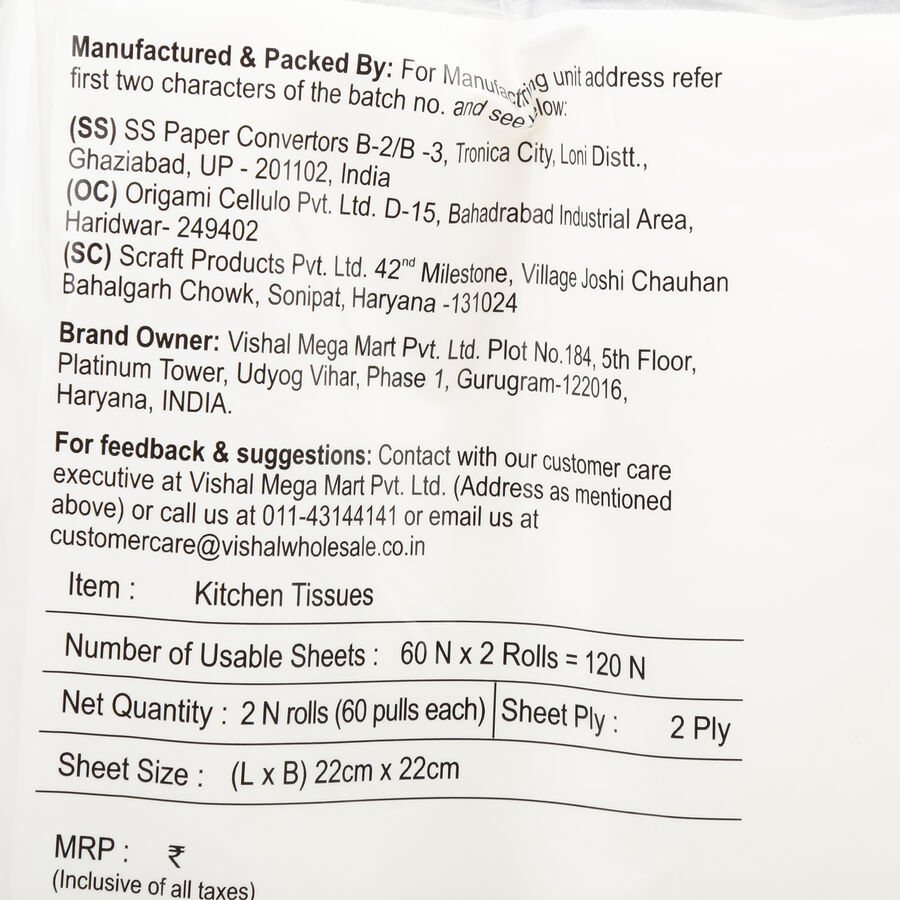 Manufactured & Packed By: For Manufactring unit address refer
first two characters of the batch no. and see below:
(SS) SS Paper Convertors B-2/B -3, Tronica City, Loni Distt.,
Ghaziabad, UP - 201102, India
(OC) Origami Cellulo Pvt. Ltd. D-15, Bahadrabad Industrial Area,
Haridwar- 249402
(SC) Scraft Products Pvt. Ltd. 42nd Milestone, Village Joshi Chauhan
Bahalgarh Chowk, Sonipat, Haryana -131024
Brand Owner: Vishal Mega Mart Pvt. Ltd. Plot No.184, 5th Floor,
Platinum Tower, Udyog Vihar, Phase 1, Gurugram-122016,
Haryana, INDIA.
For feedback & suggestions: Contact with our customer care
executive at Vishal Mega Mart Pvt. Ltd. (Address as mentioned
above) or call us at 011-43144141 or email us at
customercare@vishalwholesale.co.in
Item : Kitchen Tissues
Number of Usable Sheets : 60 N x 2 Rolls = 120 N
Net Quantity : 2 N rolls (60 pulls each) Sheet Ply : 2 Ply
Sheet Size : (L x B) 22cm x 22cm
MRP : ₹
(Inclusive of all taxes)